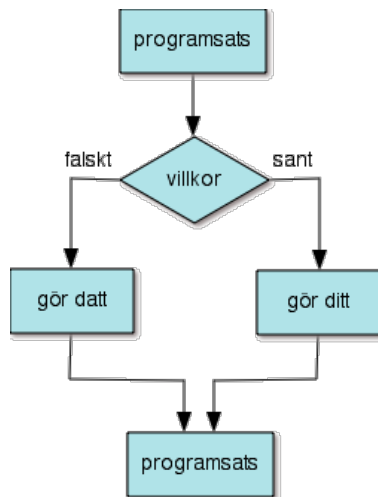 programsats
falskt
sant
villkor
gör datt
gör ditt
programsats